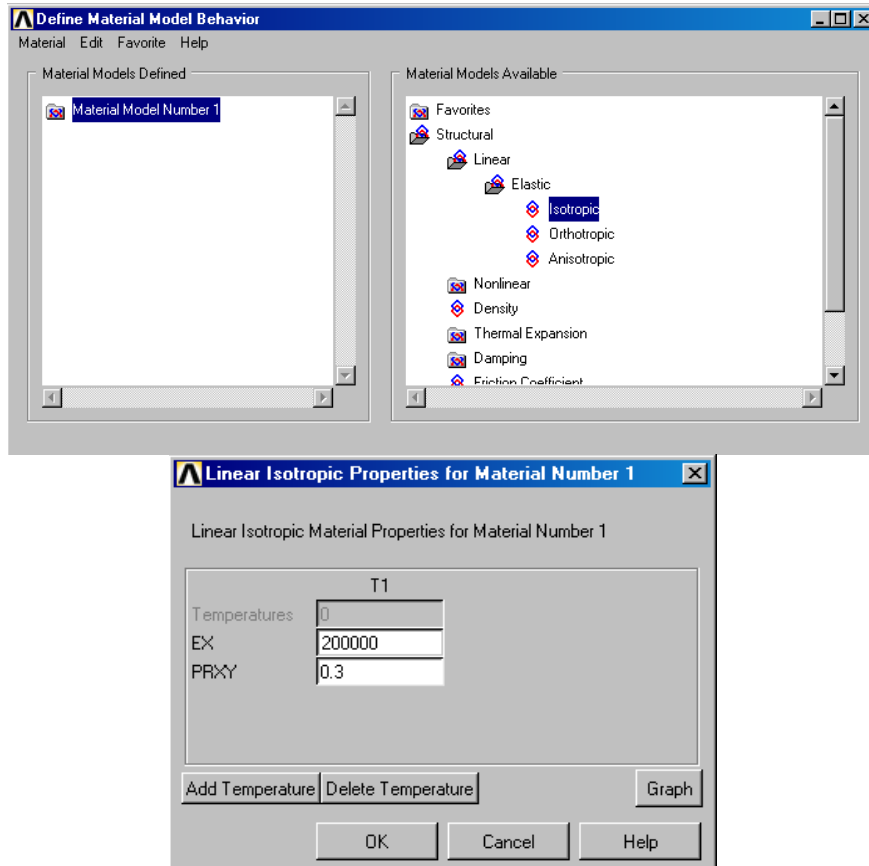 Define Material Model Behavior
Material Edit Favorite Help
Material Models Defined
Material Model Number 1
Material Models Available
Favorites
Structural
Linear
Elastic
Isotropic
Orthotropic
Anisotropic
Nonlinear
Density
Thermal Expansion
Damping
Friction Coefficient
Linear Isotropic Properties for Material Number 1
Linear Isotropic Material Properties for Material Number 1
T1
Temperatures 0
EX 200000
PRXY 0.3
Add Temperature Delete Temperature Graph
OK Cancel Help